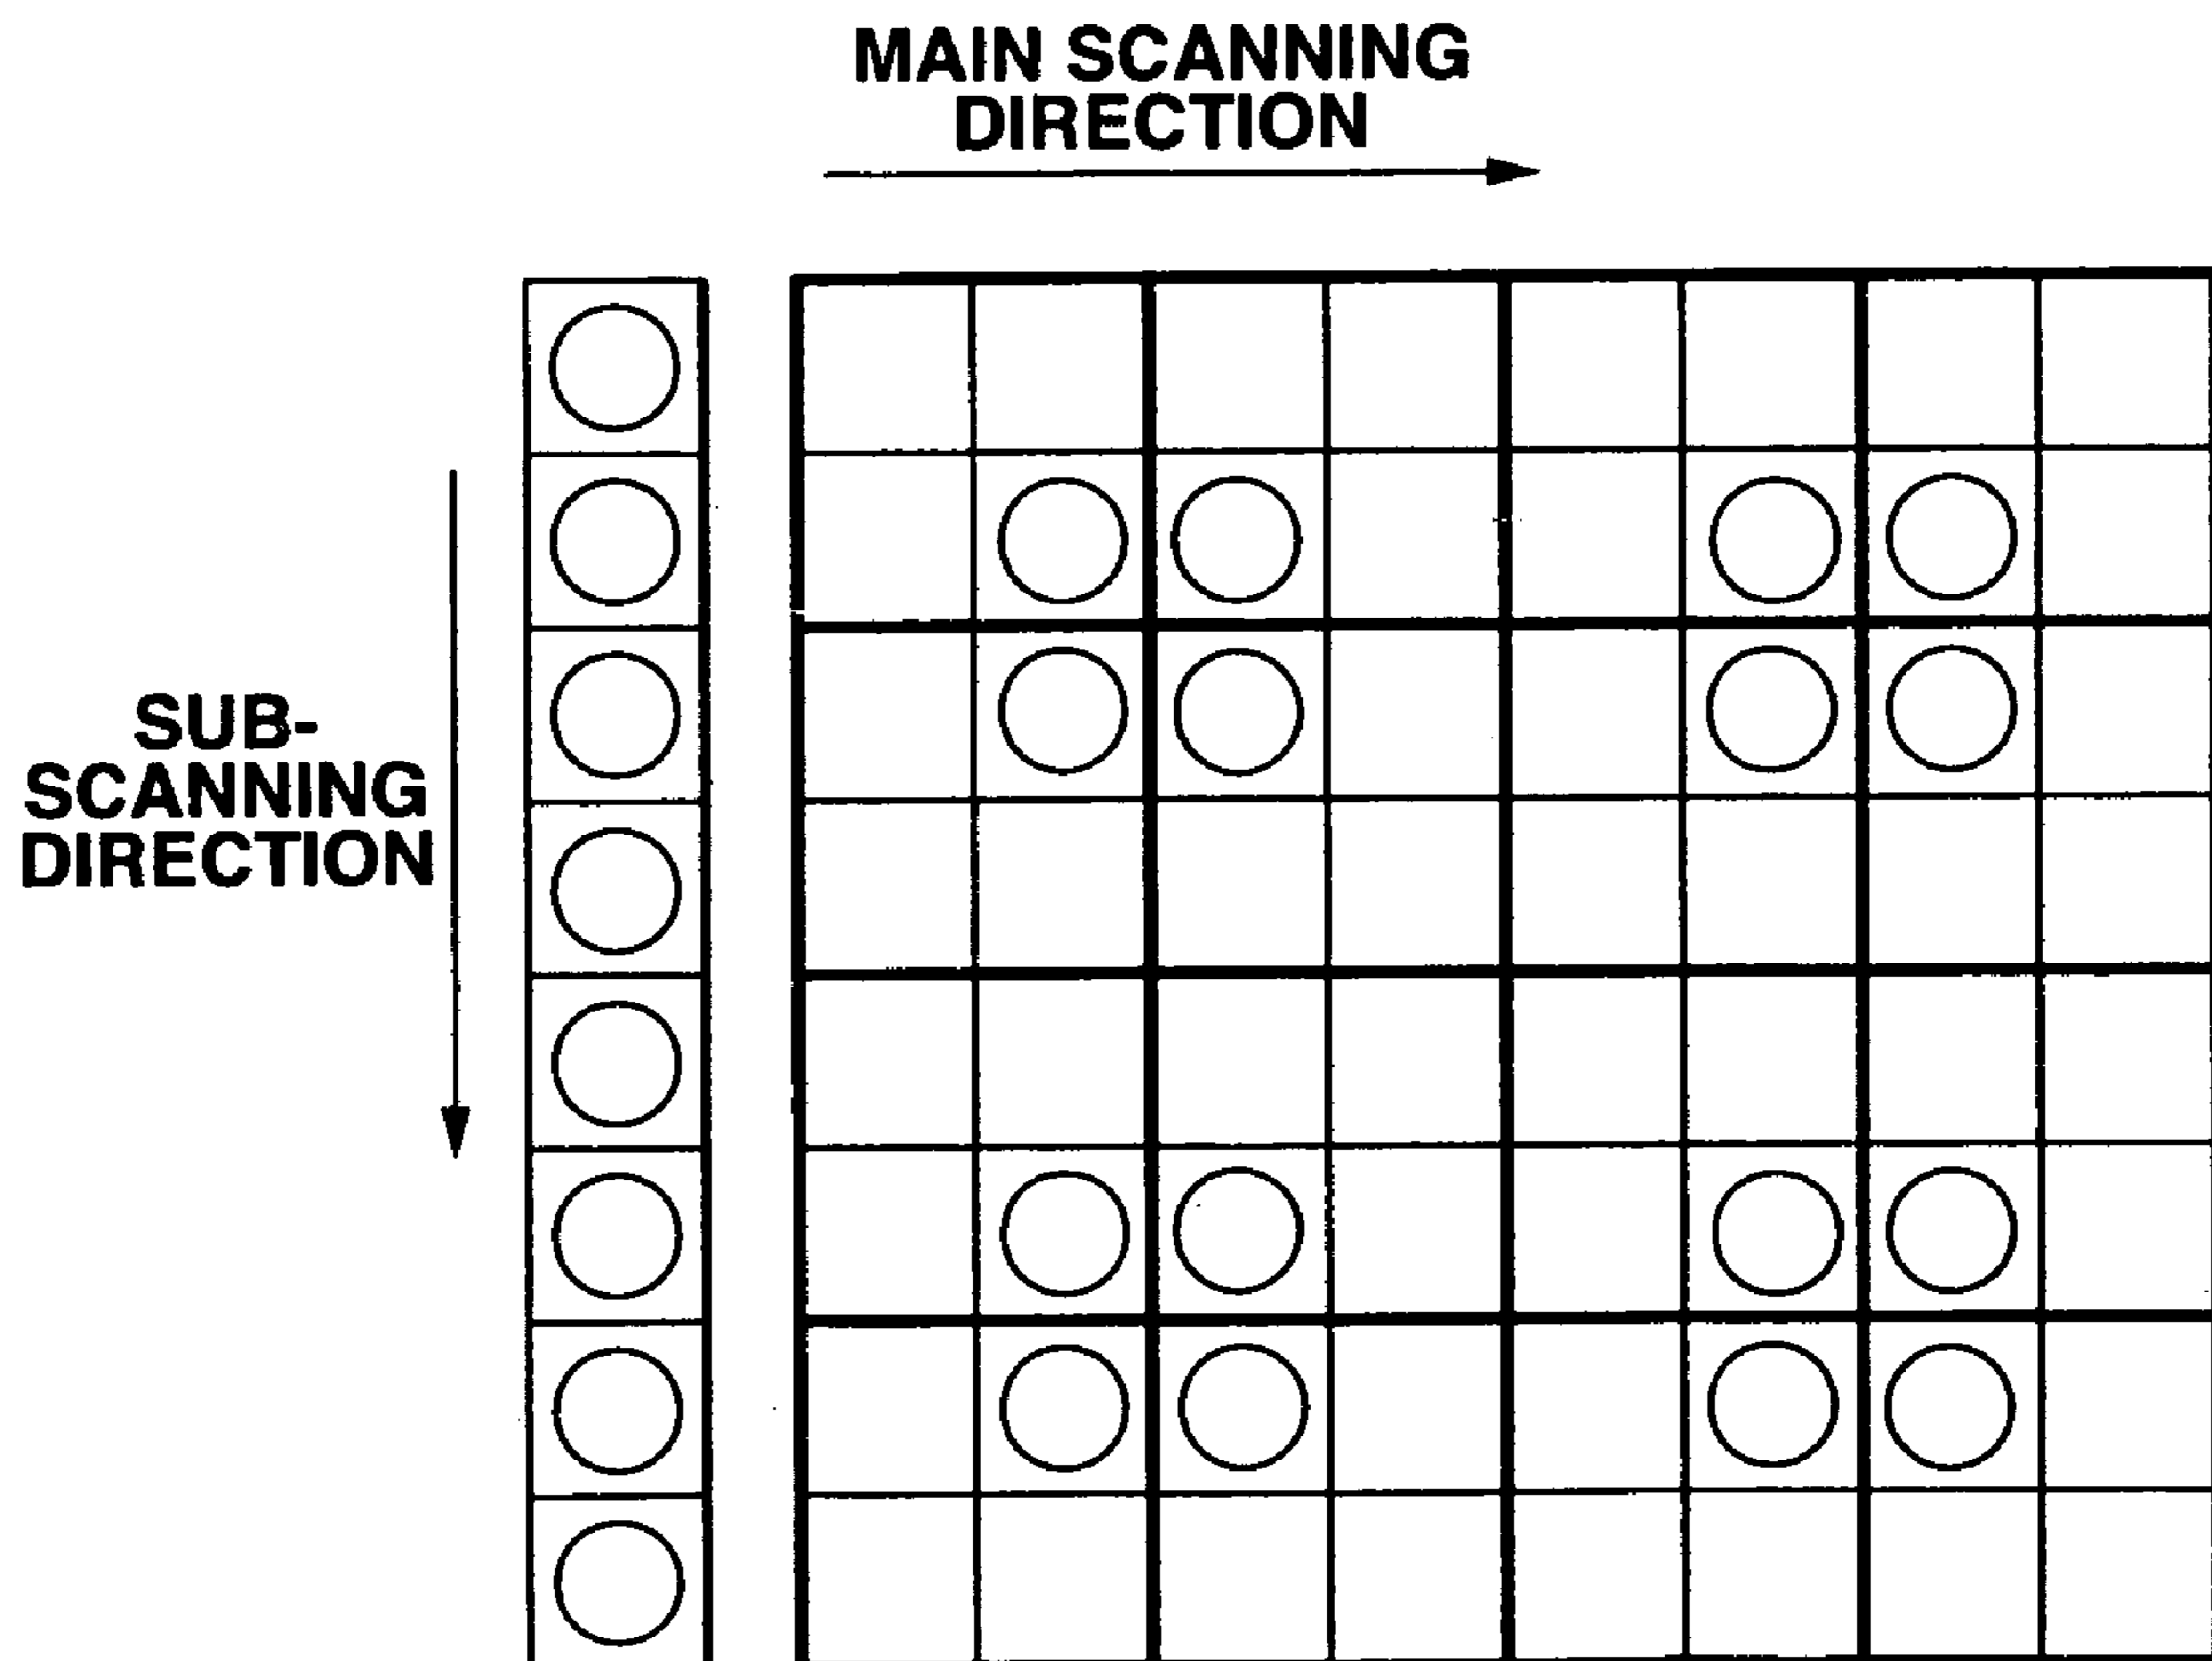 MAIN SCANNING
DIRECTION
SUB-
SCANNING
DIRECTION